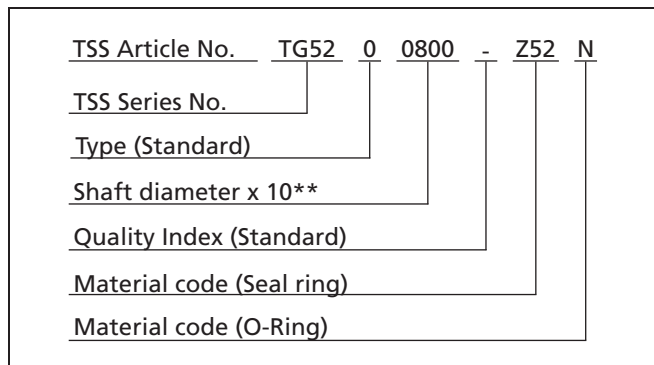 TSS Article No. TG52 0 0800 - Z52 N
TSS Series No.
Type (Standard)
Shaft diameter x 10**
Quality Index (Standard)
Material code (Seal ring)
Material code (O-Ring)